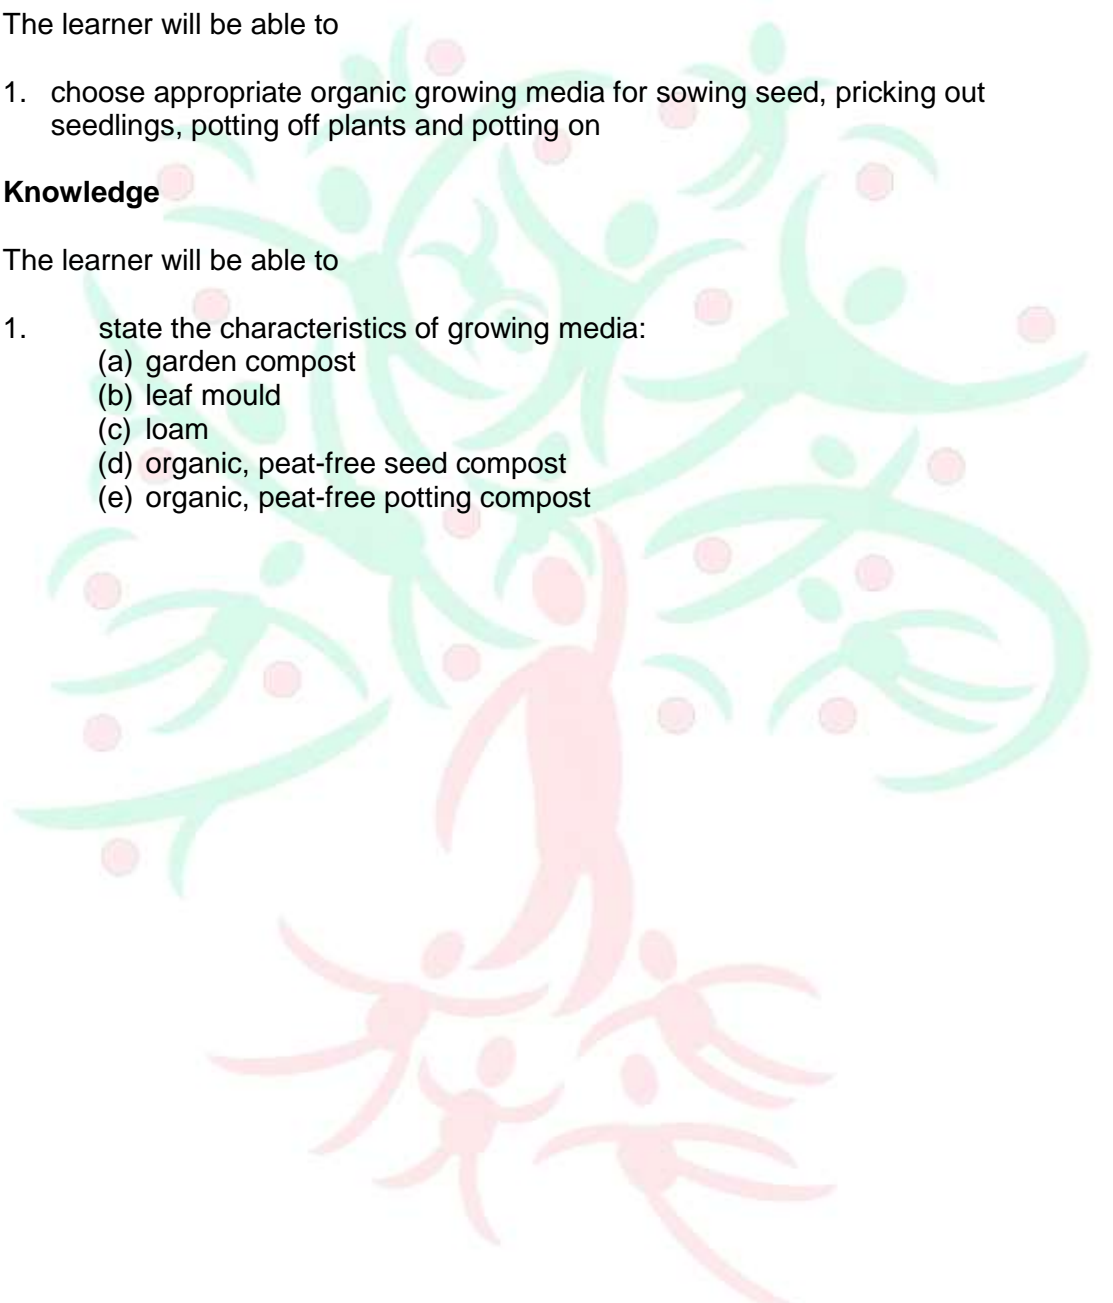 The learner will be able to
1. choose appropriate organic growing media for sowing seed, pricking out
seedlings, potting off plants and potting on
Knowledge
The learner will be able to
1. state the characteristics of growing media:
(a) garden compost
(b) leaf mould
(c) loam
(d) organic, peat-free seed compost
(e) organic, peat-free potting compost